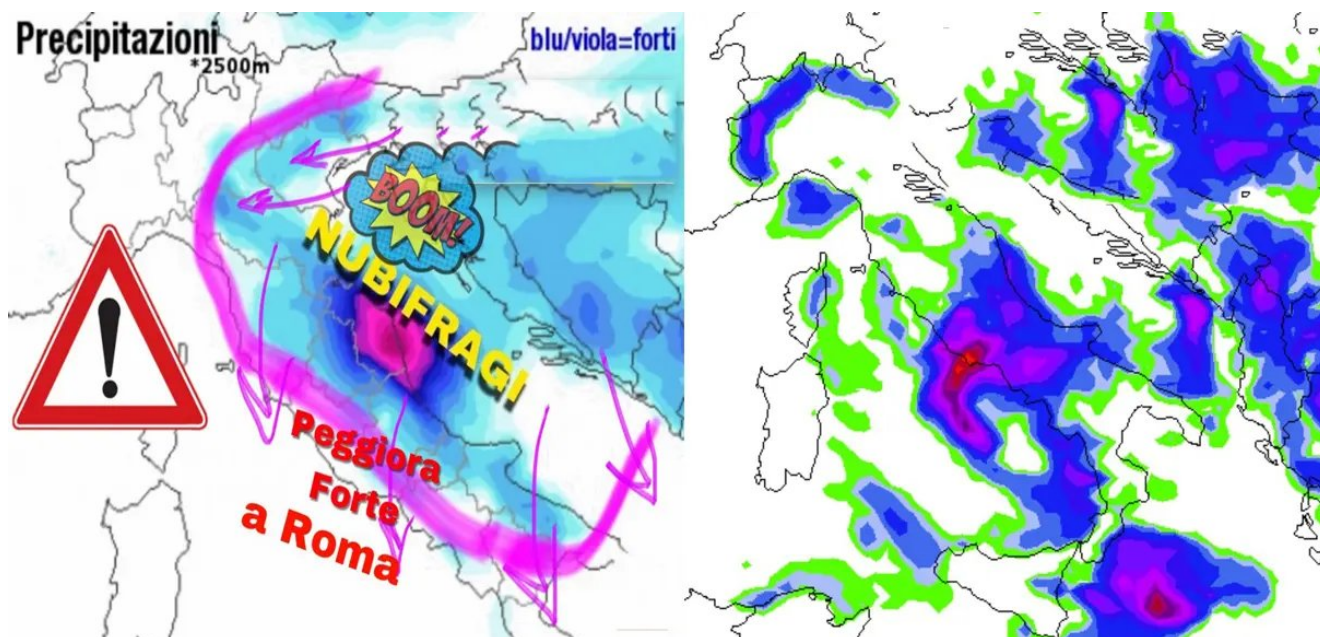 Precipitazioni
*2500m
blu/viola=forti
BOOM!
NUBIFRAGI
Peggiora
Forte
a Roma